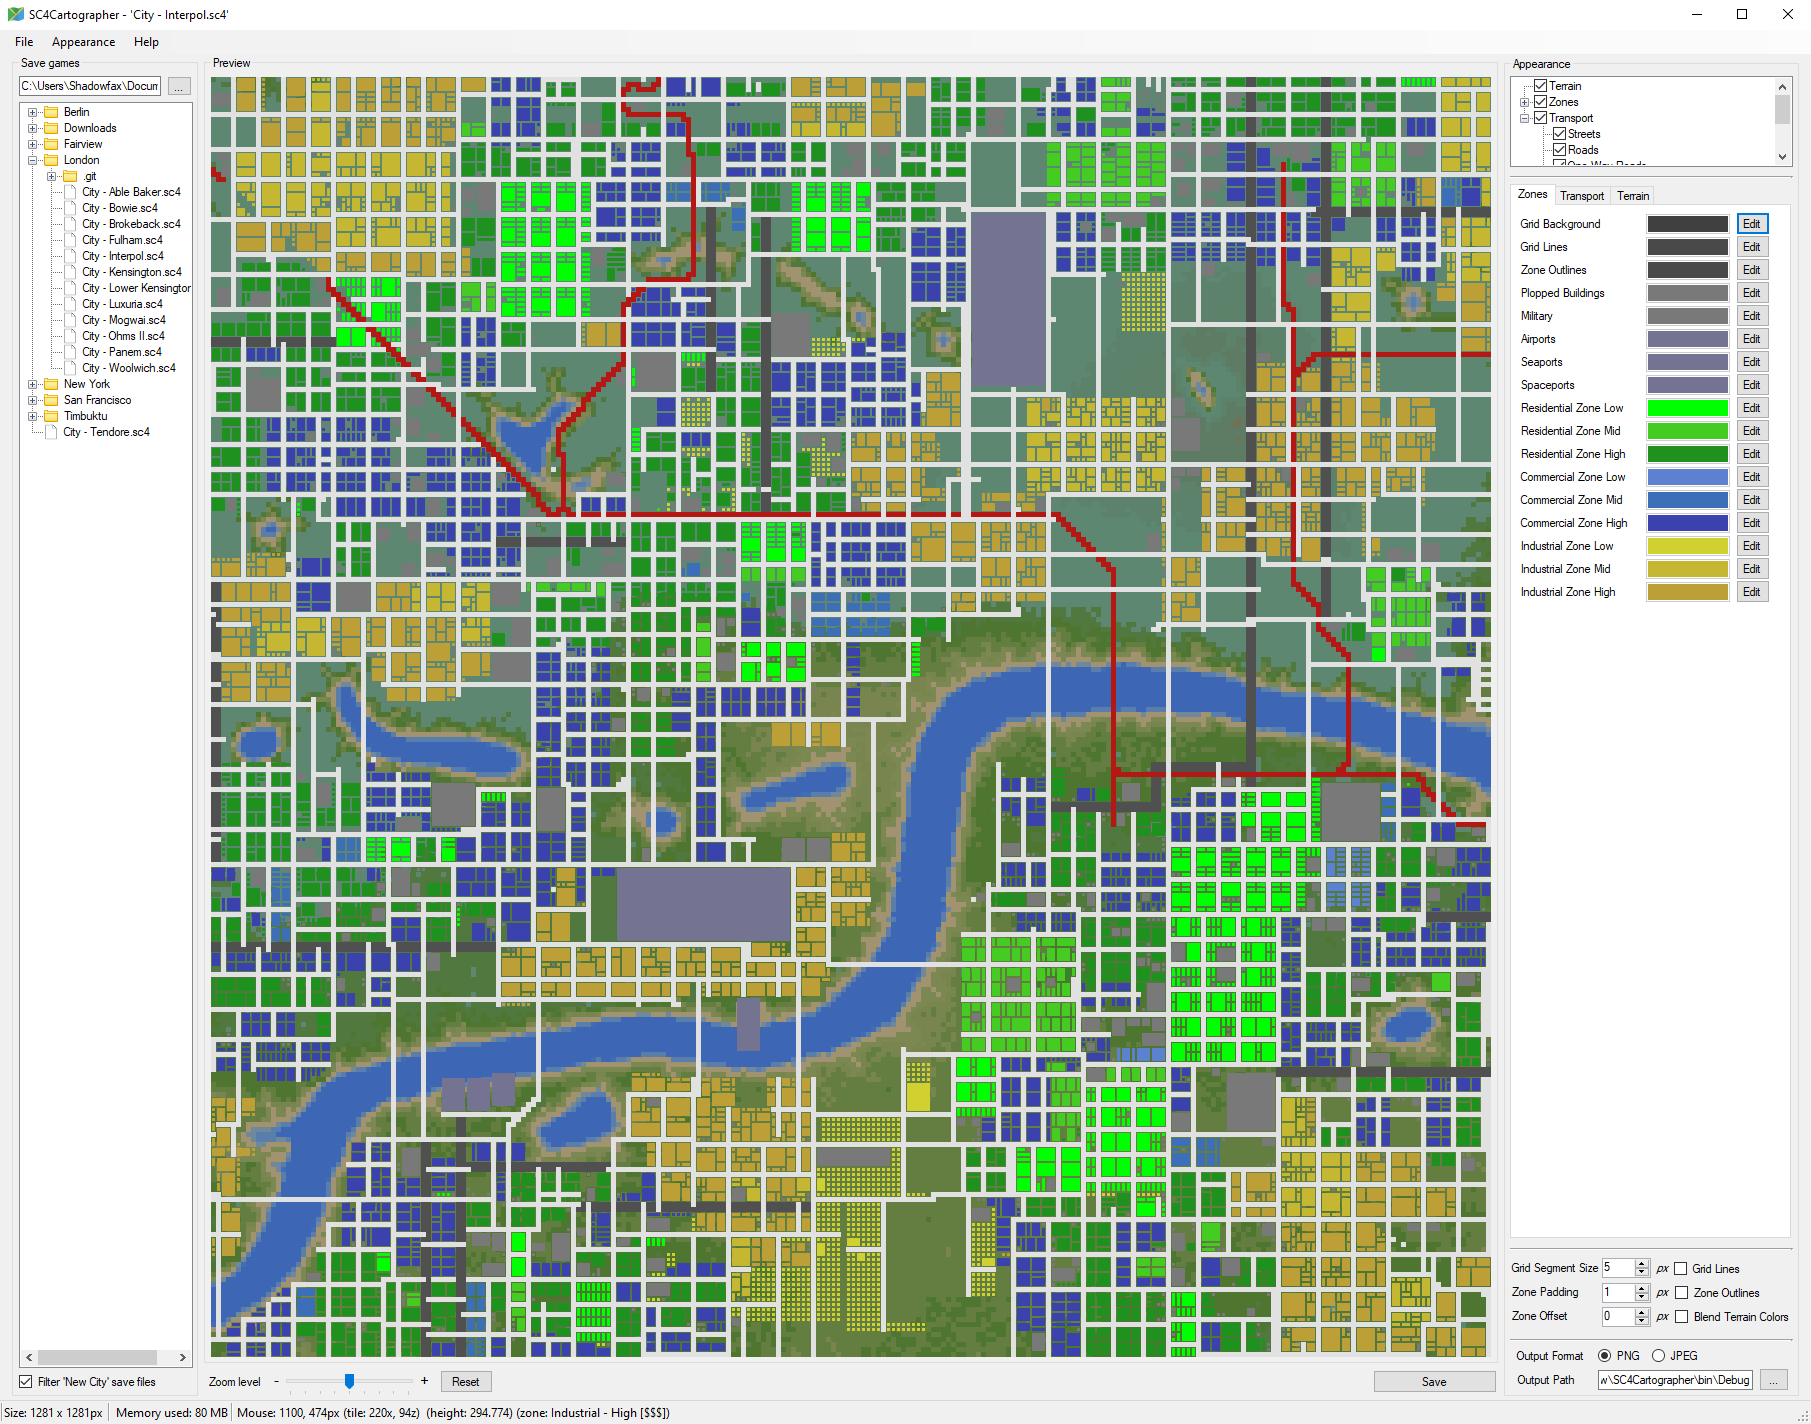 SC4Cartographer - 'City - Interpol.sc4'
File Appearance Help
Save games
C:\Users\Shadowfax\Docum
...
Berlin
Downloads
Fairview
London
.git
City - Able Baker.sc4
City - Bowie.sc4
City - Brokeback.sc4
City - Fulham.sc4
City - Interpol.sc4
City - Kensington.sc4
City - Lower Kensington
City - Luxuria.sc4
City - Mogwai.sc4
City - Ohms II.sc4
City - Panem.sc4
City - Woolwich.sc4
New York
San Francisco
Timbuktu
City - Tendore.sc4
Filter 'New City' save files
Preview
Zoom level - + Reset
Save
Appearance
Terrain
Zones
Transport
Streets
Roads
One Way Roads
Zones Transport Terrain
Grid Background Edit
Grid Lines Edit
Zone Outlines Edit
Plopped Buildings Edit
Military Edit
Airports Edit
Seaports Edit
Spaceports Edit
Residential Zone Low Edit
Residential Zone Mid Edit
Residential Zone High Edit
Commercial Zone Low Edit
Commercial Zone Mid Edit
Commercial Zone High Edit
Industrial Zone Low Edit
Industrial Zone Mid Edit
Industrial Zone High Edit
Grid Segment Size 5 px Grid Lines
Zone Padding 1 px Zone Outlines
Zone Offset 0 px Blend Terrain Colors
Output Format PNG JPEG
Output Path w\SC4Cartographer\bin\Debug ...
Size: 1281 x 1281px Memory used: 80 MB Mouse: 1100, 474px (tile: 220x, 94z) (height: 294.774) (zone: Industrial - High [$$$])